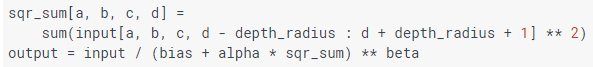 sqr_sum[a, b, c, d] =
    sum(input[a, b, c, d - depth_radius : d + depth_radius + 1] ** 2)
output = input / (bias + alpha * sqr_sum) ** beta